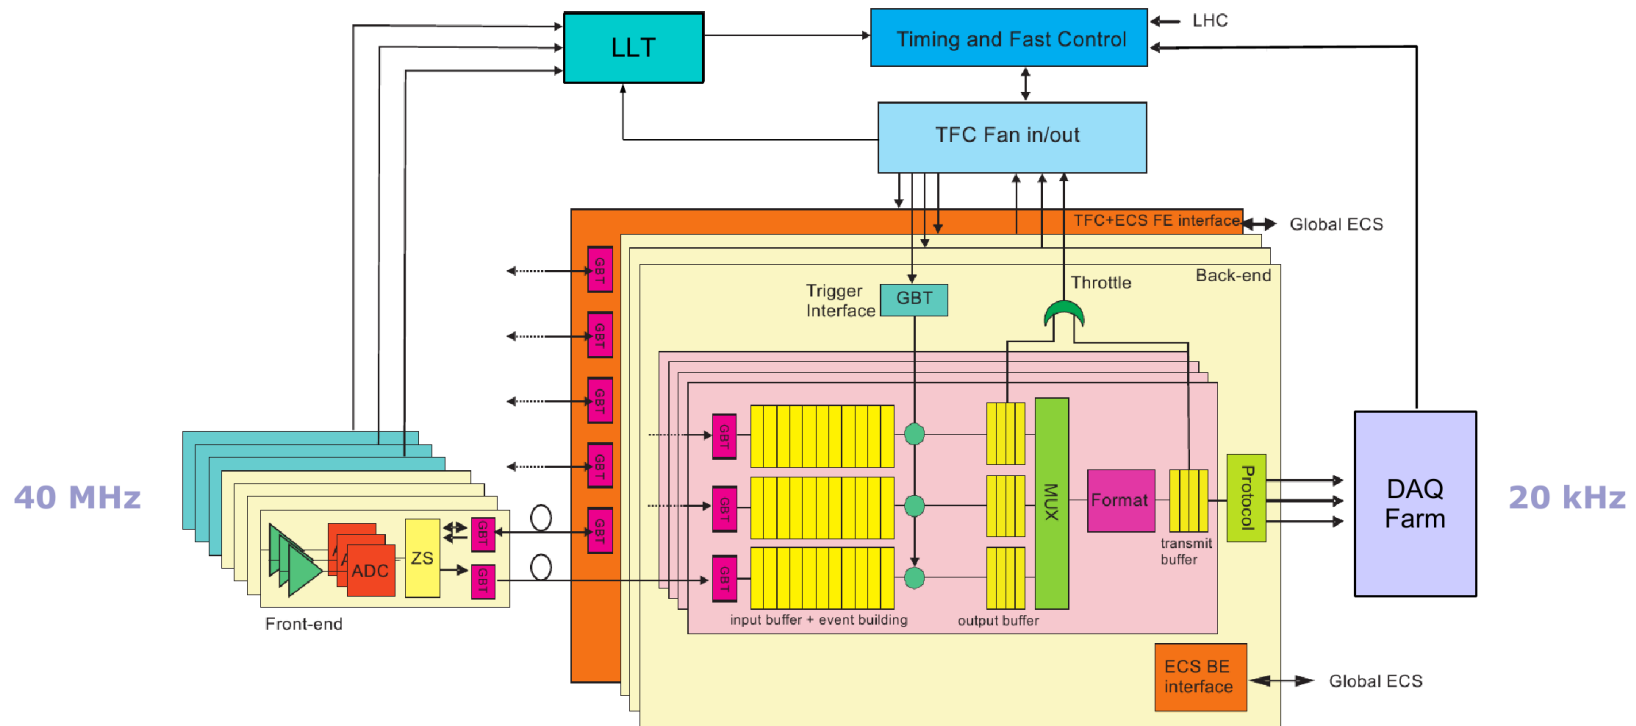 LHC
LLT
Timing and Fast Control
TFC Fan in/out
TFC+ECS FE interface
Global ECS
Back-end
GBT
GBT
GBT
GBT
GBT
Trigger
Interface
GBT
Throttle
GBT
GBT
GBT
MUX
Format
transmit
buffer
Protocol
input buffer + event building
output buffer
DAQ
Farm
40 MHz
20 kHz
A
A
ADC
ZS
GBT
GBT
Front-end
ECS BE
interface
Global ECS